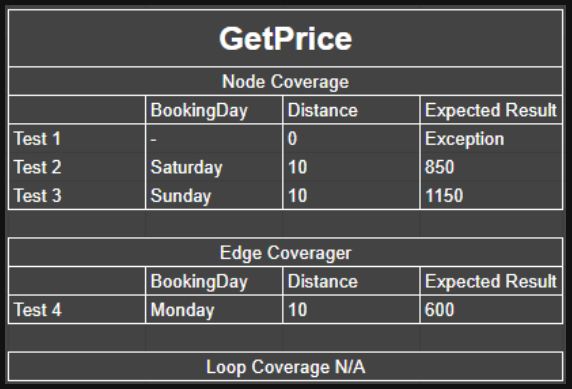 GetPrice
Node Coverage
BookingDay Distance Expected Result
Test 1 - 0 Exception
Test 2 Saturday 10 850
Test 3 Sunday 10 1150
Edge Coverager
BookingDay Distance Expected Result
Test 4 Monday 10 600
Loop Coverage N/A